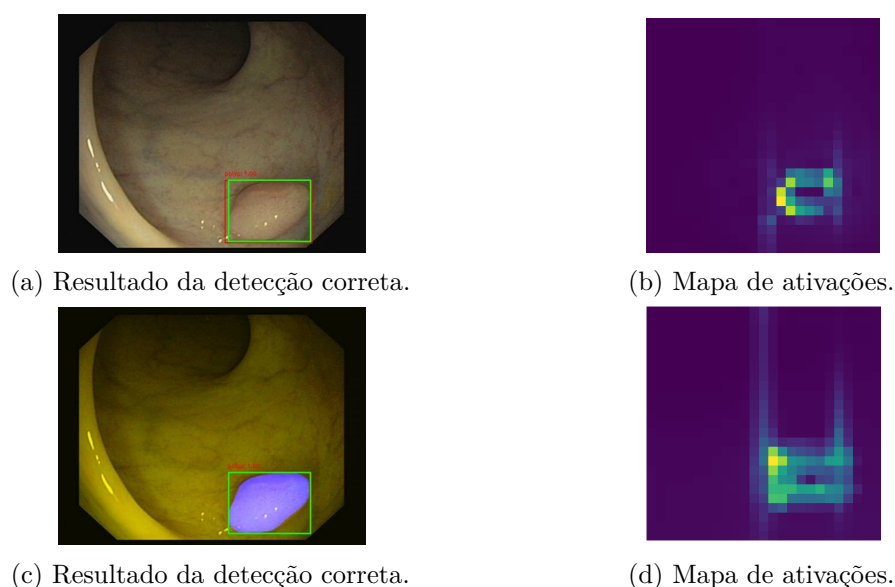 (a) Resultado da detecção correta.
(b) Mapa de ativações.
(c) Resultado da detecção correta.
(d) Mapa de ativações.